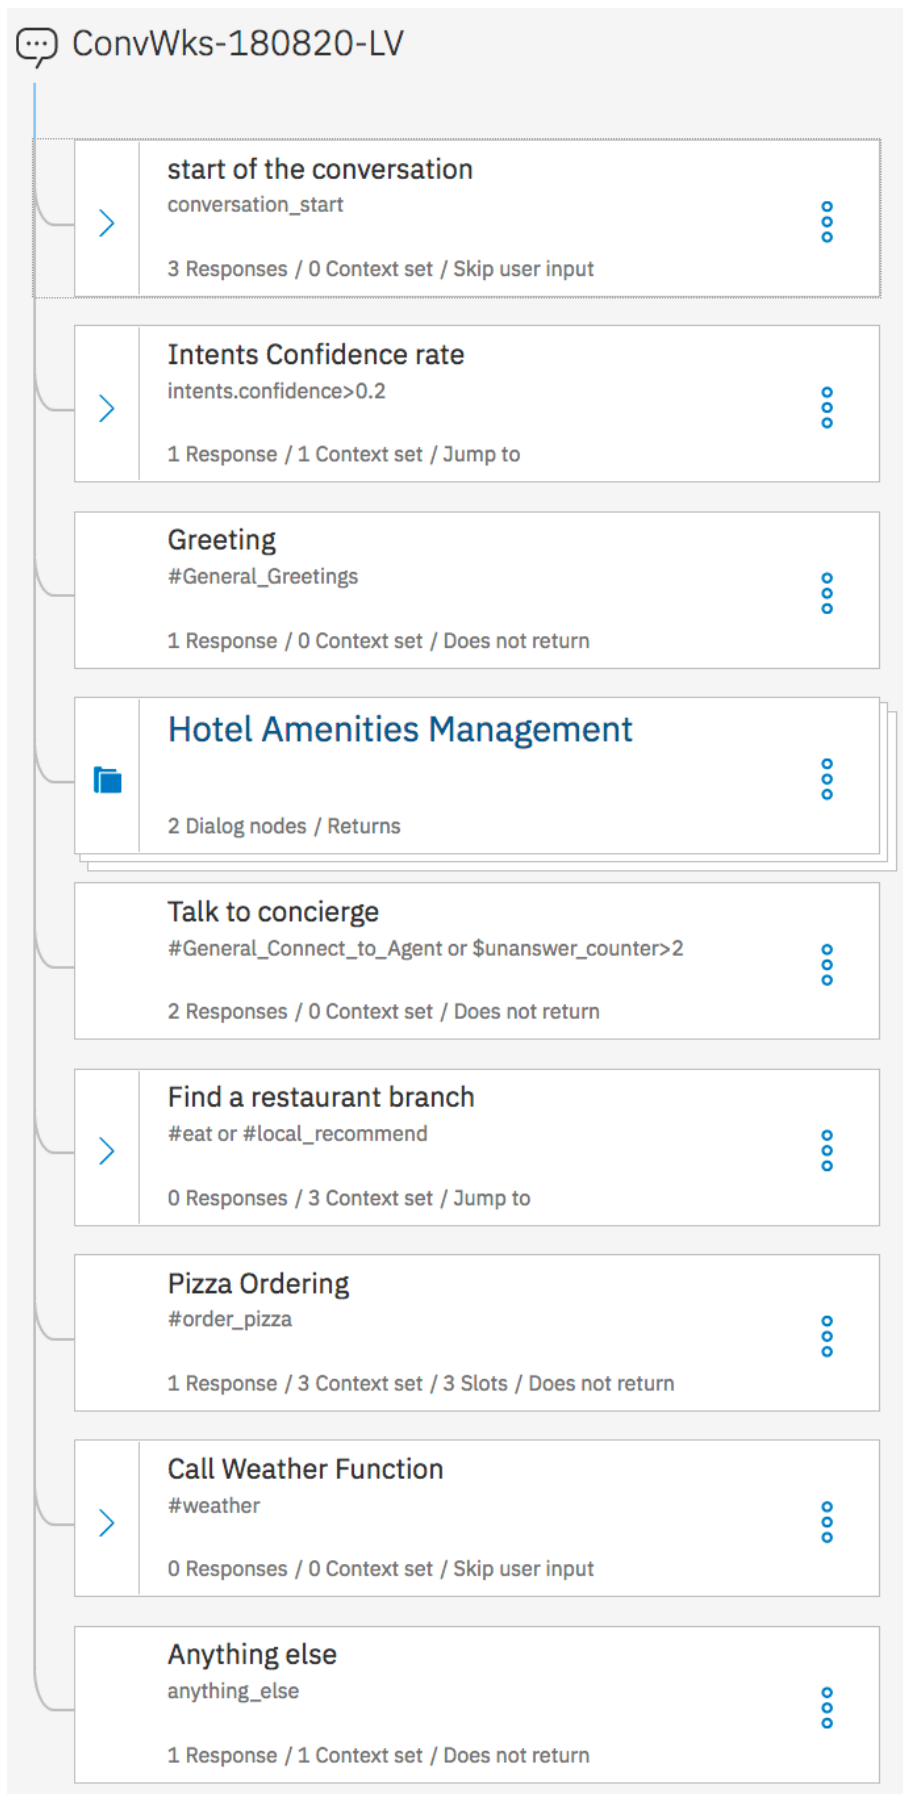 ConvWks-180820-LV
start of the conversation
conversation_start
3 Responses / 0 Context set / Skip user input
Intents Confidence rate
intents.confidence>0.2
1 Response / 1 Context set / Jump to
Greeting
#General_Greetings
1 Response / 0 Context set / Does not return
Hotel Amenities Management
2 Dialog nodes / Returns
Talk to concierge
#General_Connect_to_Agent or $unanswer_counter>2
2 Responses / 0 Context set / Does not return
Find a restaurant branch
#eat or #local_recommend
0 Responses / 3 Context set / Jump to
Pizza Ordering
#order_pizza
1 Response / 3 Context set / 3 Slots / Does not return
Call Weather Function
#weather
0 Responses / 0 Context set / Skip user input
Anything else
anything_else
1 Response / 1 Context set / Does not return